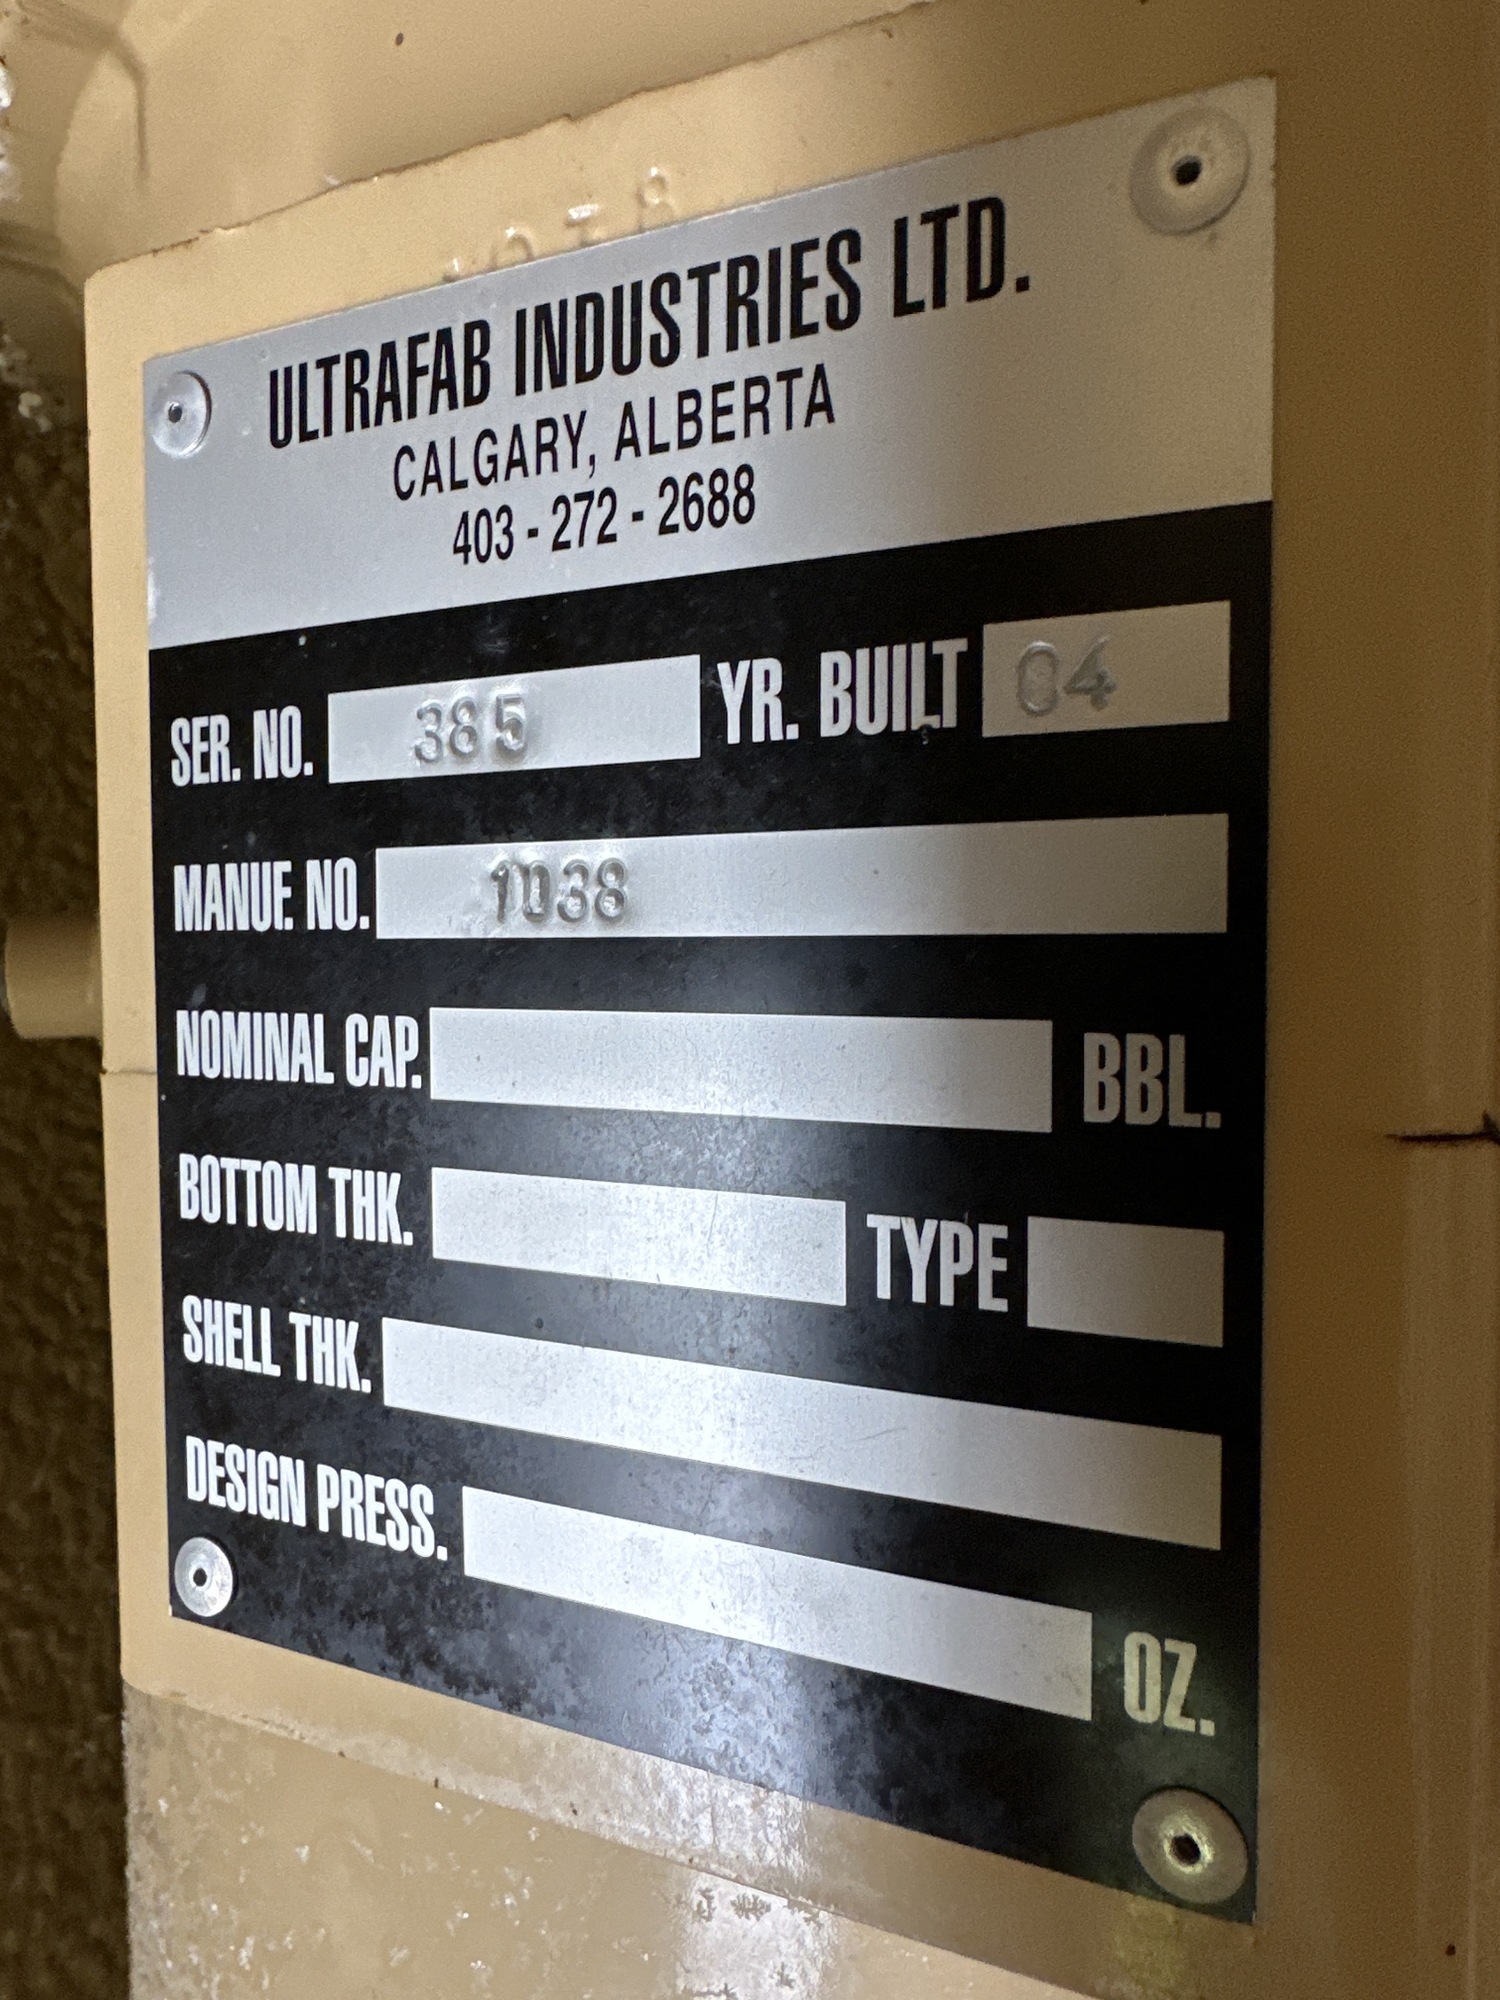 ULTRAFAB INDUSTRIES LTD.
CALGARY, ALBERTA
403 - 272 - 2688
SER. NO. 385 YR. BUILT 04
MANUF. NO. 1038
NOMINAL CAP. BBL.
BOTTOM THK. TYPE
SHELL THK.
DESIGN PRESS. OZ.